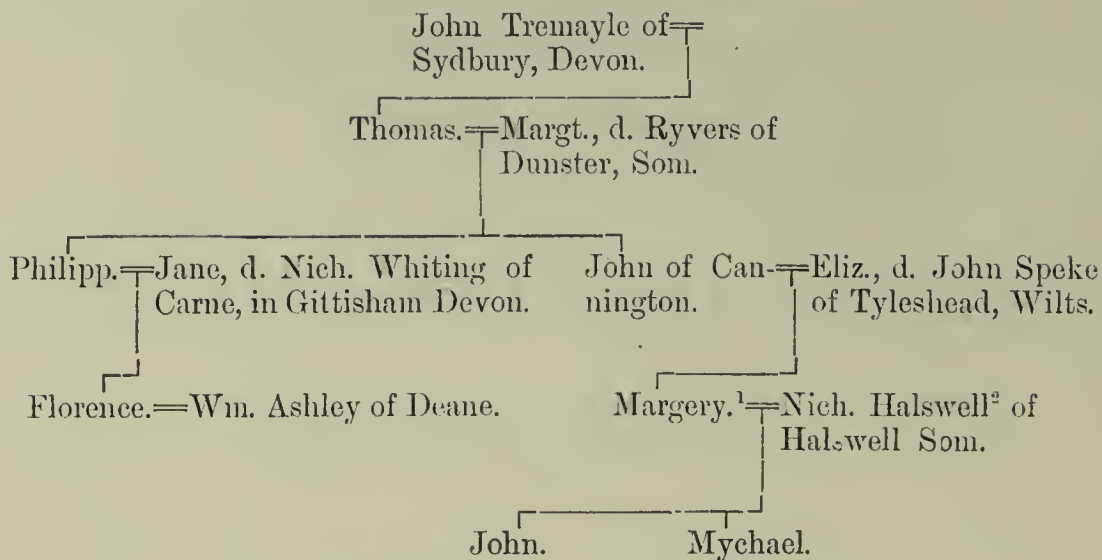 John Tremayle of
Sydbury, Devon.
Thomas. Margt., d. Ryvers of
Dunster, Som.
Philipp. Jane, d. Nich. Whiting of John of Can- Eliz., d. John Speke
Carne, in Gittisham Devon. nington. of Tyleshead, Wilts.
Florence. Wm. Ashley of Deane. Margery.¹ Nich. Halswell² of
Halswell Som.
John. Mychael.